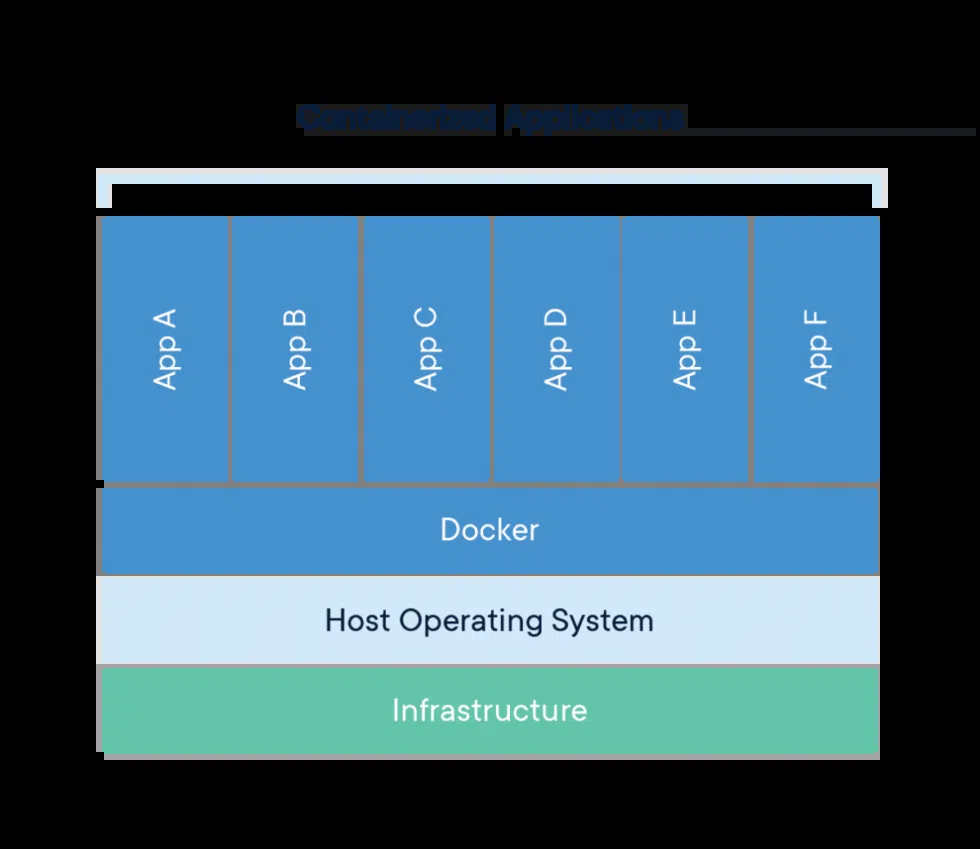 Containerized Applications
App A
App B
App C
App D
App E
App F
Docker
Host Operating System
Infrastructure